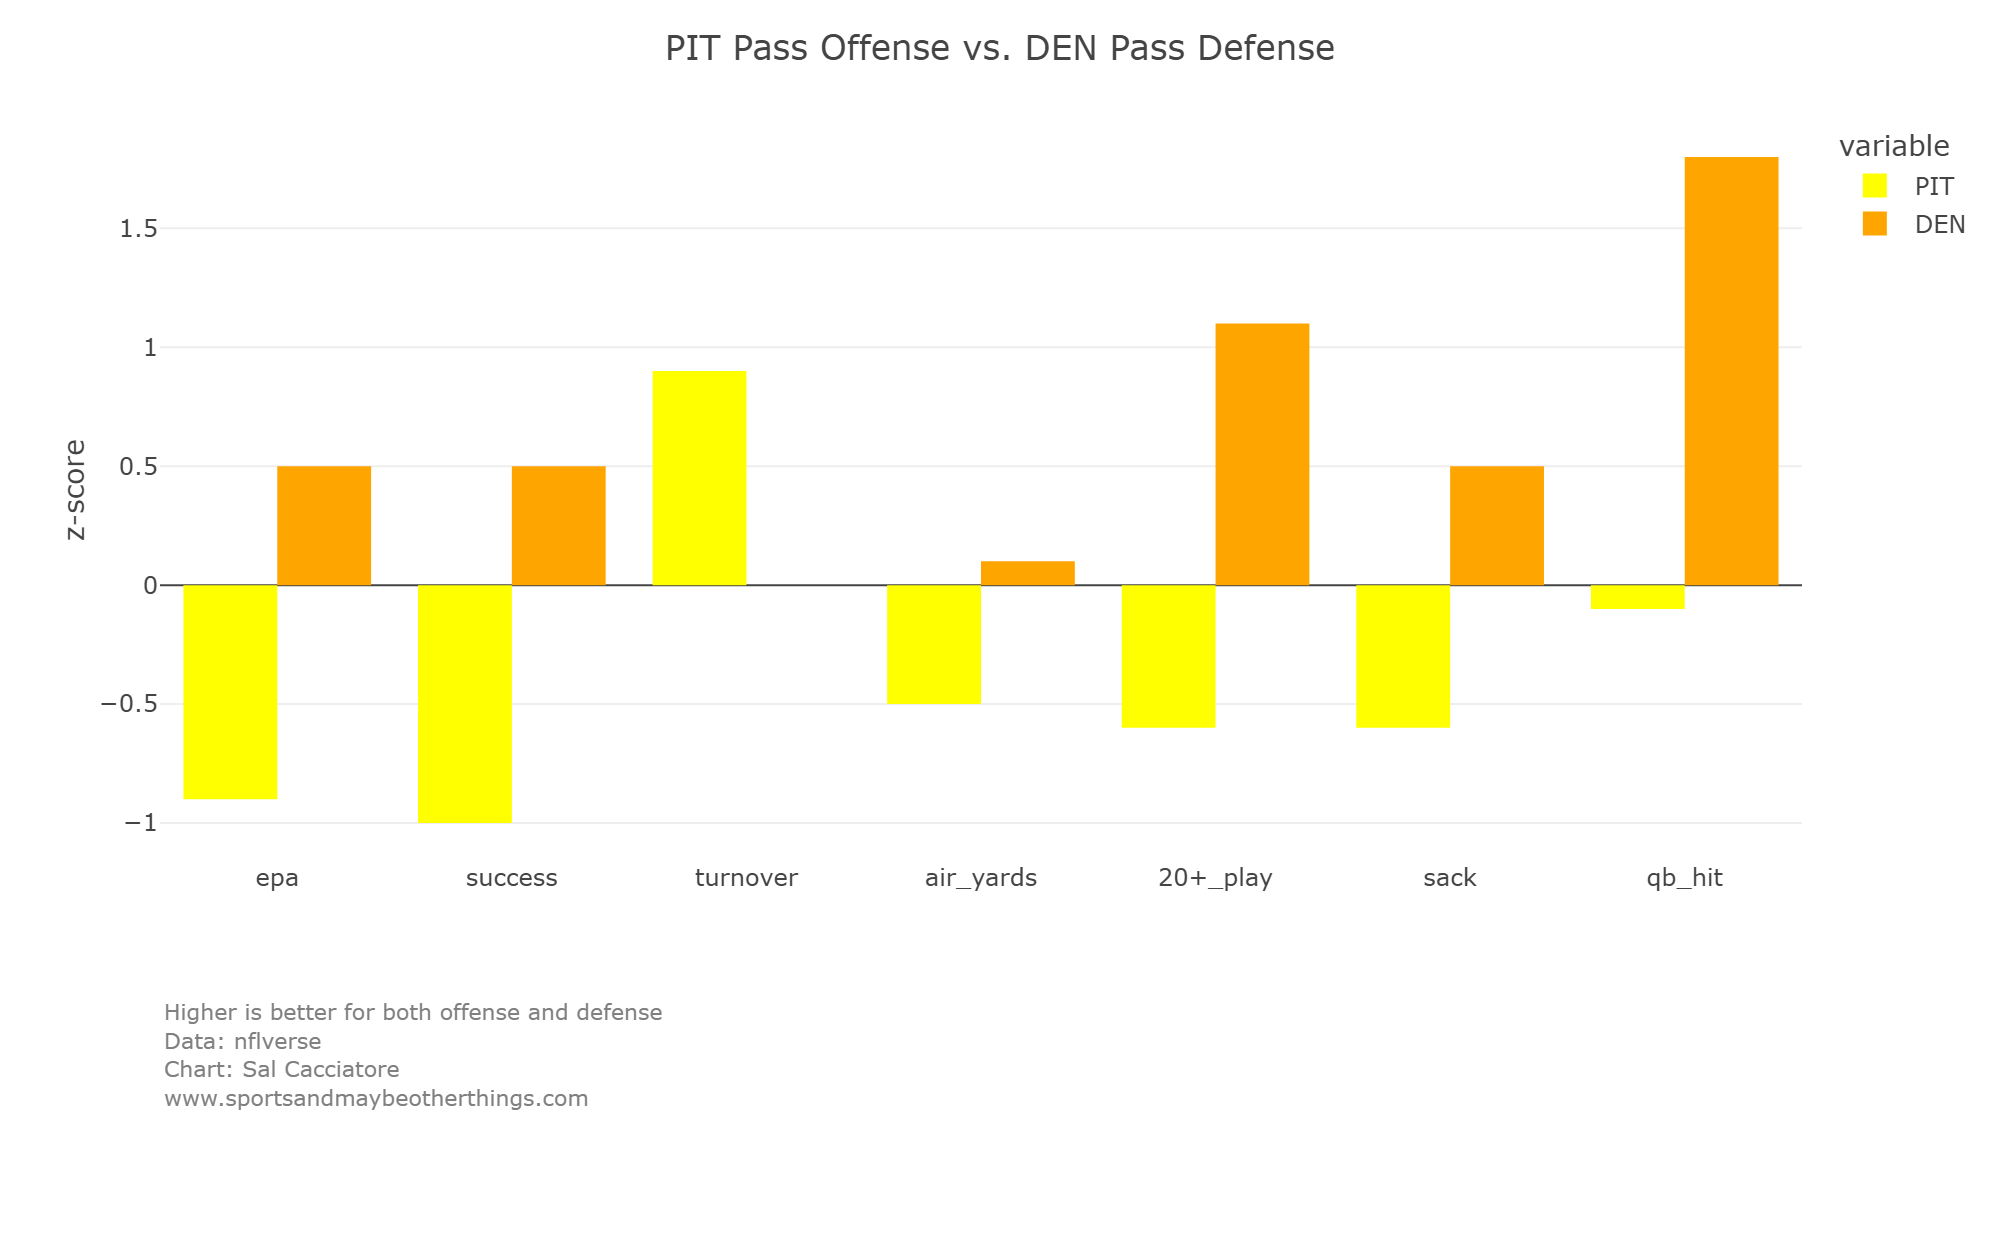 PIT Pass Offense vs. DEN Pass Defense
variable
PIT
DEN
z-score
1.5
1
0.5
0
−0.5
−1
epa
success
turnover
air_yards
20+_play
sack
qb_hit
Higher is better for both offense and defense
Data: nflverse
Chart: Sal Cacciatore
www.sportsandmaybeotherthings.com